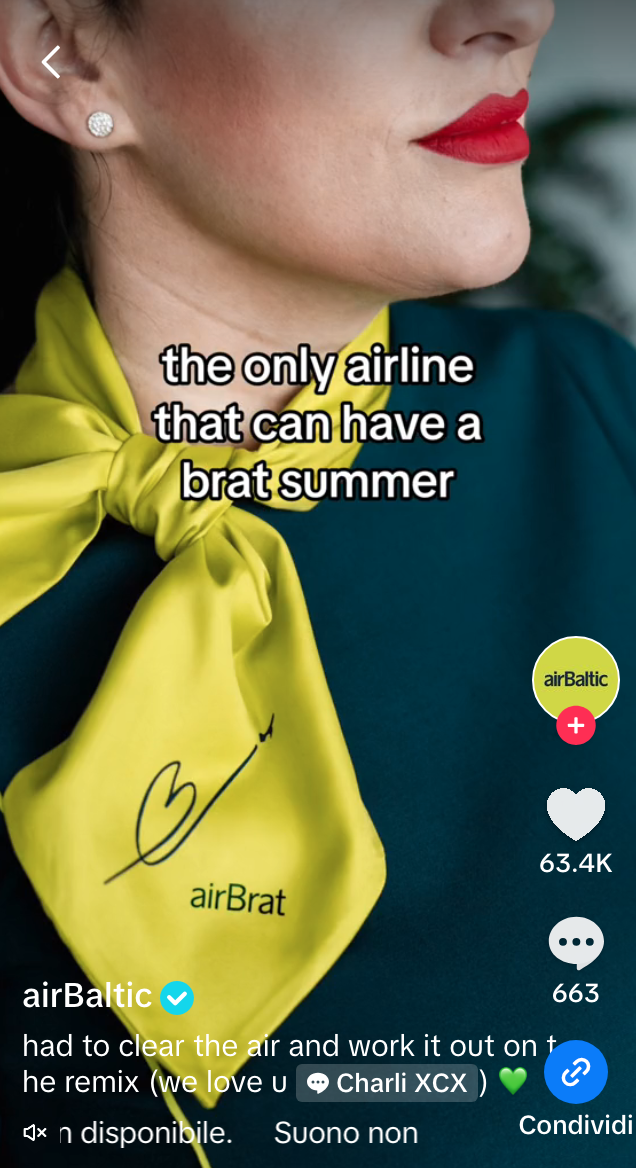 the only airline
that can have a
brat summer
airBaltic
63.4K
663
airBrat
airBaltic
had to clear the air and work it out on t
he remix (we love u 💬 Charli XCX) 💚
n disponibile. Suono non
Condividi